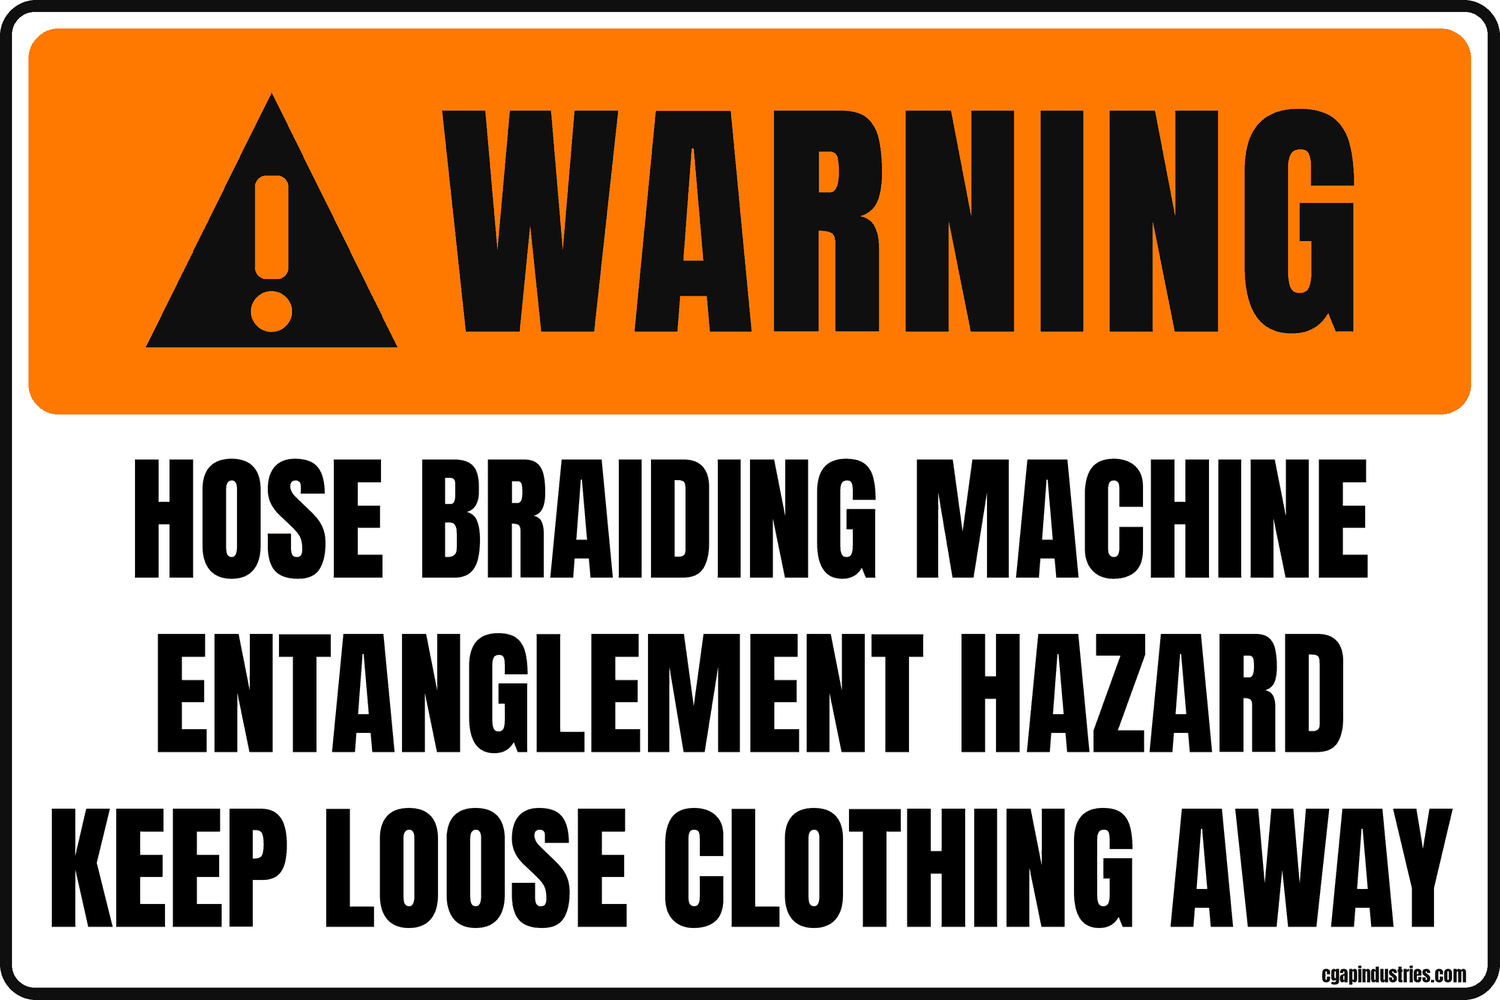 WARNING
HOSE BRAIDING MACHINE
ENTANGLEMENT HAZARD
KEEP LOOSE CLOTHING AWAY
cgapindustries.com